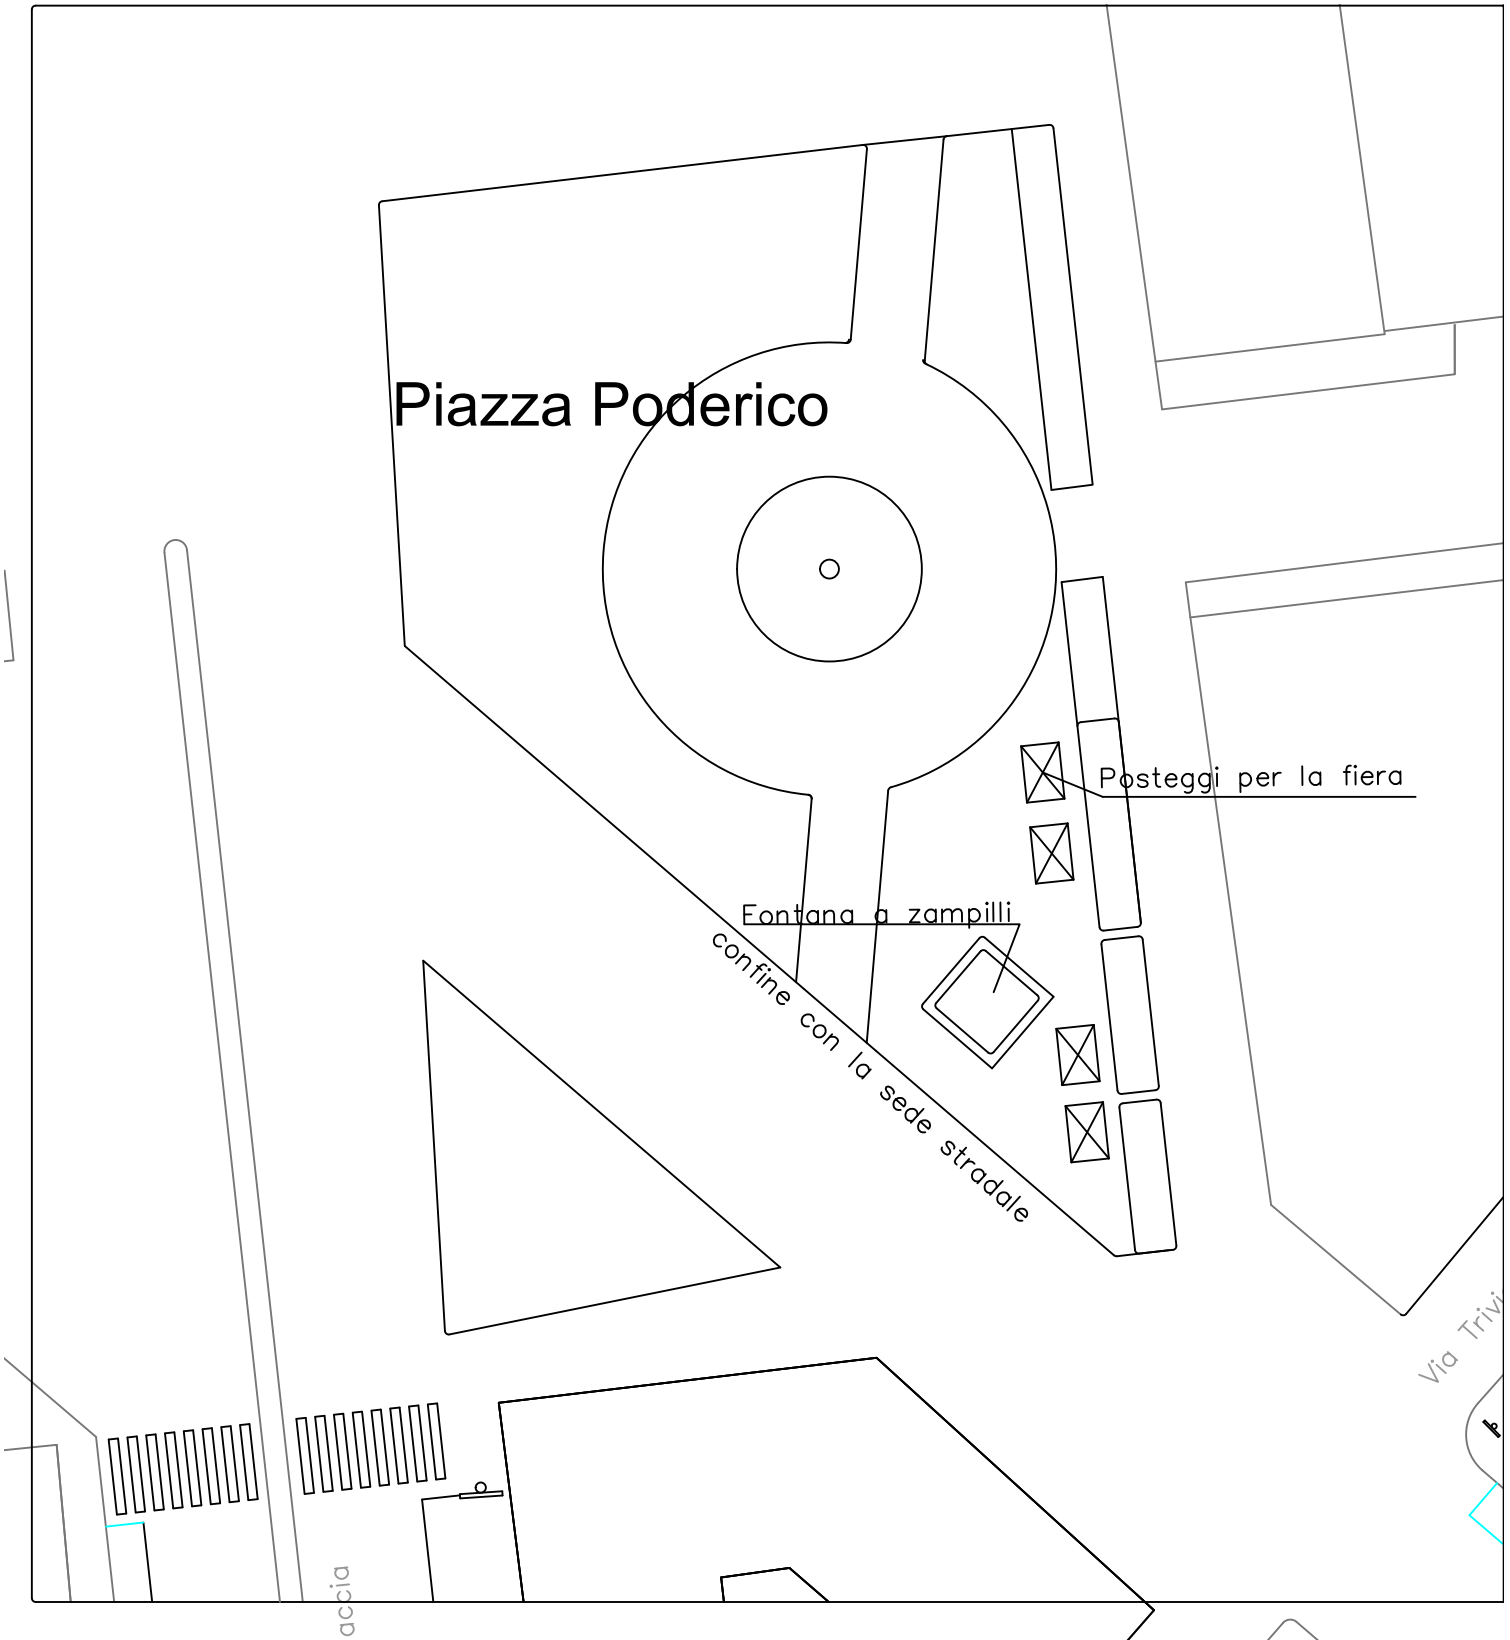 Piazza Poderico
Posteggi per la fiera
Fontana a zampilli
confine con la sede stradale
Via Trivi
accia